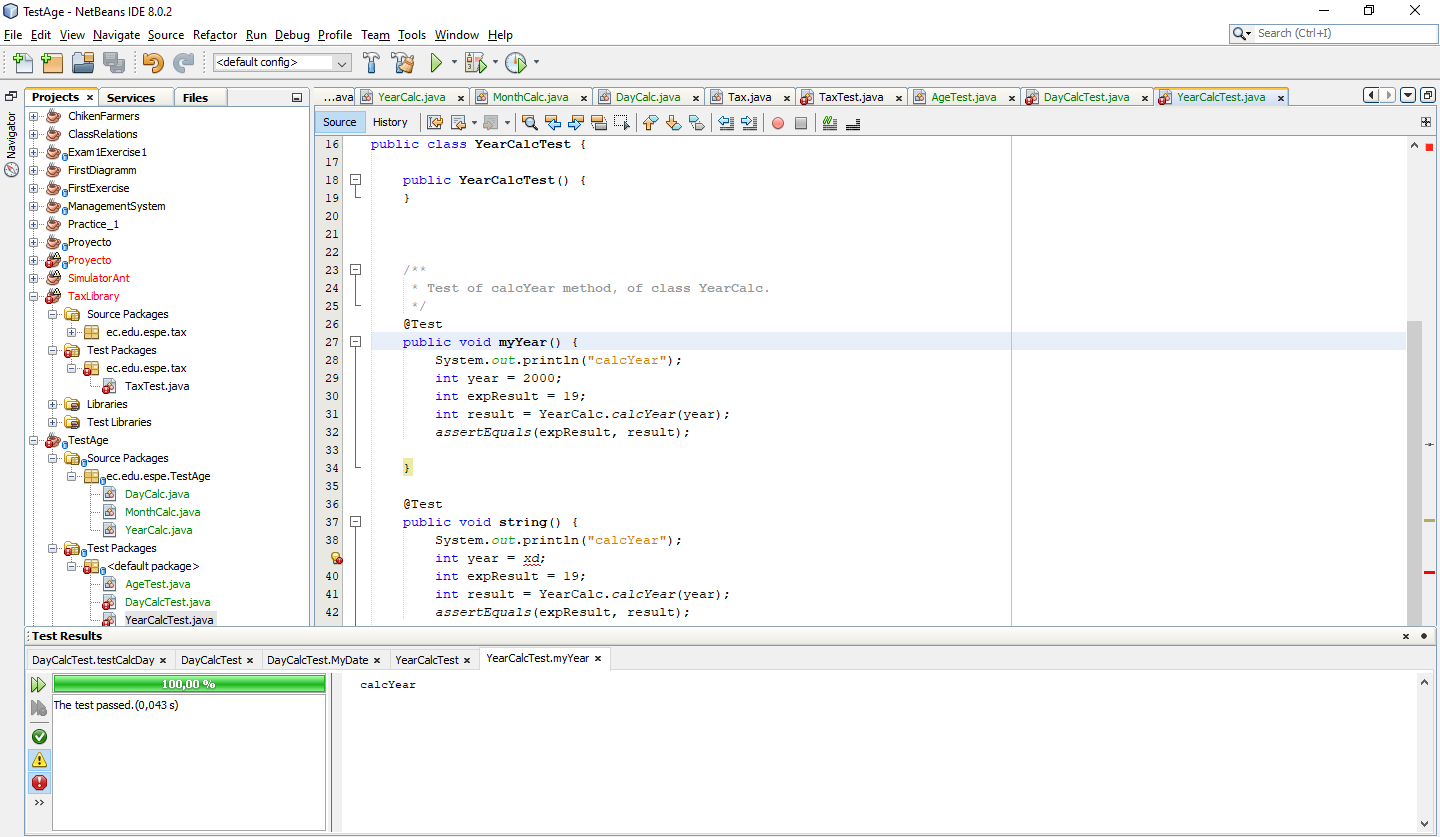 TestAge - NetBeans IDE 8.0.2
File Edit View Navigate Source Refactor Run Debug Profile Team Tools Window Help
Search (Ctrl+I)
<default config>
Projects Services Files
Navigator
ChikenFarmers
ClassRelations
Exam1Exercise1
FirstDiagramm
FirstExercise
ManagementSystem
Practice_1
Proyecto
Proyecto
SimulatorAnt
TaxLibrary
Source Packages
ec.edu.espe.tax
Test Packages
ec.edu.espe.tax
TaxTest.java
Libraries
Test Libraries
TestAge
Source Packages
ec.edu.espe.TestAge
DayCalc.java
MonthCalc.java
YearCalc.java
Test Packages
<default package>
AgeTest.java
DayCalcTest.java
YearCalcTest.java
...ava YearCalc.java MonthCalc.java DayCalc.java Tax.java TaxTest.java AgeTest.java DayCalcTest.java YearCalcTest.java
Source History
16 public class YearCalcTest {
17
18 public YearCalcTest() {
19 }
20
21
22
23 /**
24 * Test of calcYear method, of class YearCalc.
25 */
26 @Test
27 public void myYear() {
28 System.out.println("calcYear");
29 int year = 2000;
30 int expResult = 19;
31 int result = YearCalc.calcYear(year);
32 assertEquals(expResult, result);
33
34 }
35
36 @Test
37 public void string() {
38 System.out.println("calcYear");
int year = xd;
40 int expResult = 19;
41 int result = YearCalc.calcYear(year);
42 assertEquals(expResult, result);
Test Results
DayCalcTest.testCalcDay DayCalcTest DayCalcTest.MyDate YearCalcTest YearCalcTest.myYear
100,00 %
The test passed.(0,043 s)
calcYear